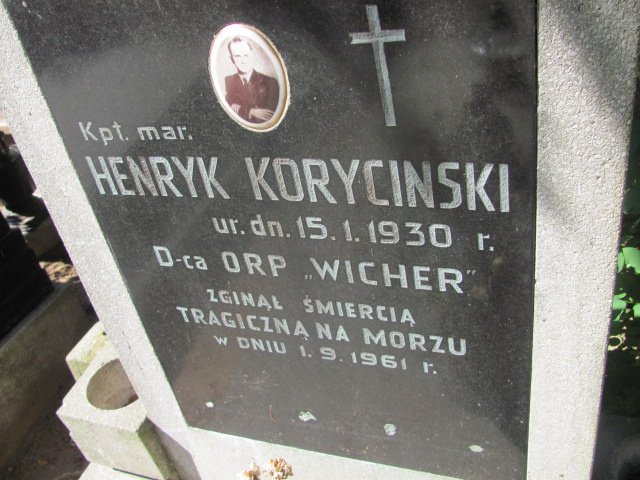 Kpt. mar.
HENRYK KORYCINSKI
ur. dn. 15. 1. 1930 r.
D-ca ORP „WICHER"
ZGINĄŁ ŚMIERCIĄ
TRAGICZNĄ NA MORZU
W DNIU 1. 9. 1961 r.